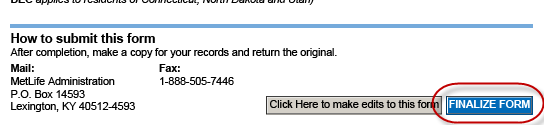 DEC applies to residents of Connecticut, North Dakota and Utah)
How to submit this form
After completion, make a copy for your records and return the original.
Mail:
MetLife Administration
P.O. Box 14593
Lexington, KY 40512-4593
Fax:
1-888-505-7446
Click Here to make edits to this form
FINALIZE FORM